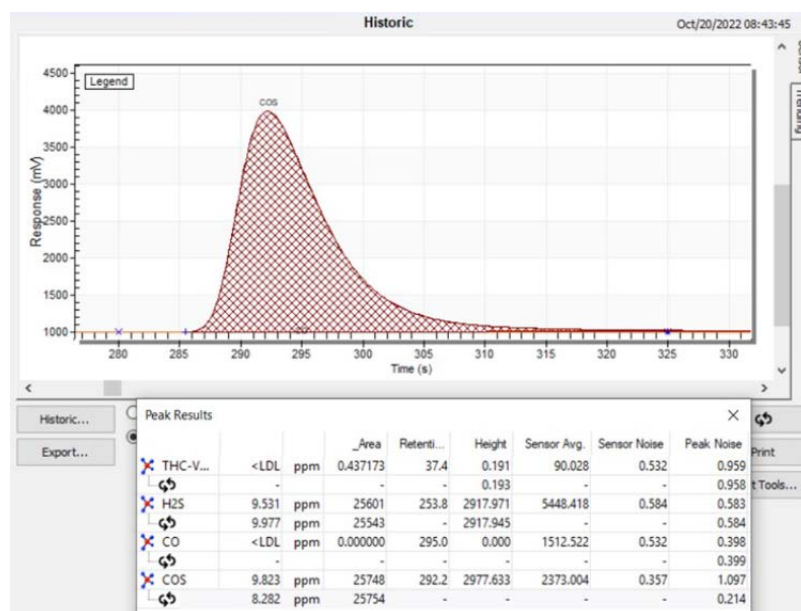 Historic
Oct/20/2022 08:43:45
Legend
COS
Response (mV)
4500
4000
3500
3000
2500
2000
1500
1000
280 285 290 295 300 305 310 315 320 325 330
Time (s)
Trending
Historic...
Export...
Print
t Tools...
Peak Results
_Area Retenti... Height Sensor Avg. Sensor Noise Peak Noise
THC-V... <LDL ppm 0.437173 37.4 0.191 90.028 0.532 0.959
- - - 0.193 - - 0.958
H2S 9.531 ppm 25601 253.8 2917.971 5448.418 0.584 0.583
9.977 ppm 25543 - 2917.945 - - 0.584
CO <LDL ppm 0.000000 295.0 0.000 1512.522 0.532 0.398
- - - - - - 0.399
COS 9.823 ppm 25748 292.2 2977.633 2373.004 0.357 1.097
8.282 ppm 25754 - - - - 0.214